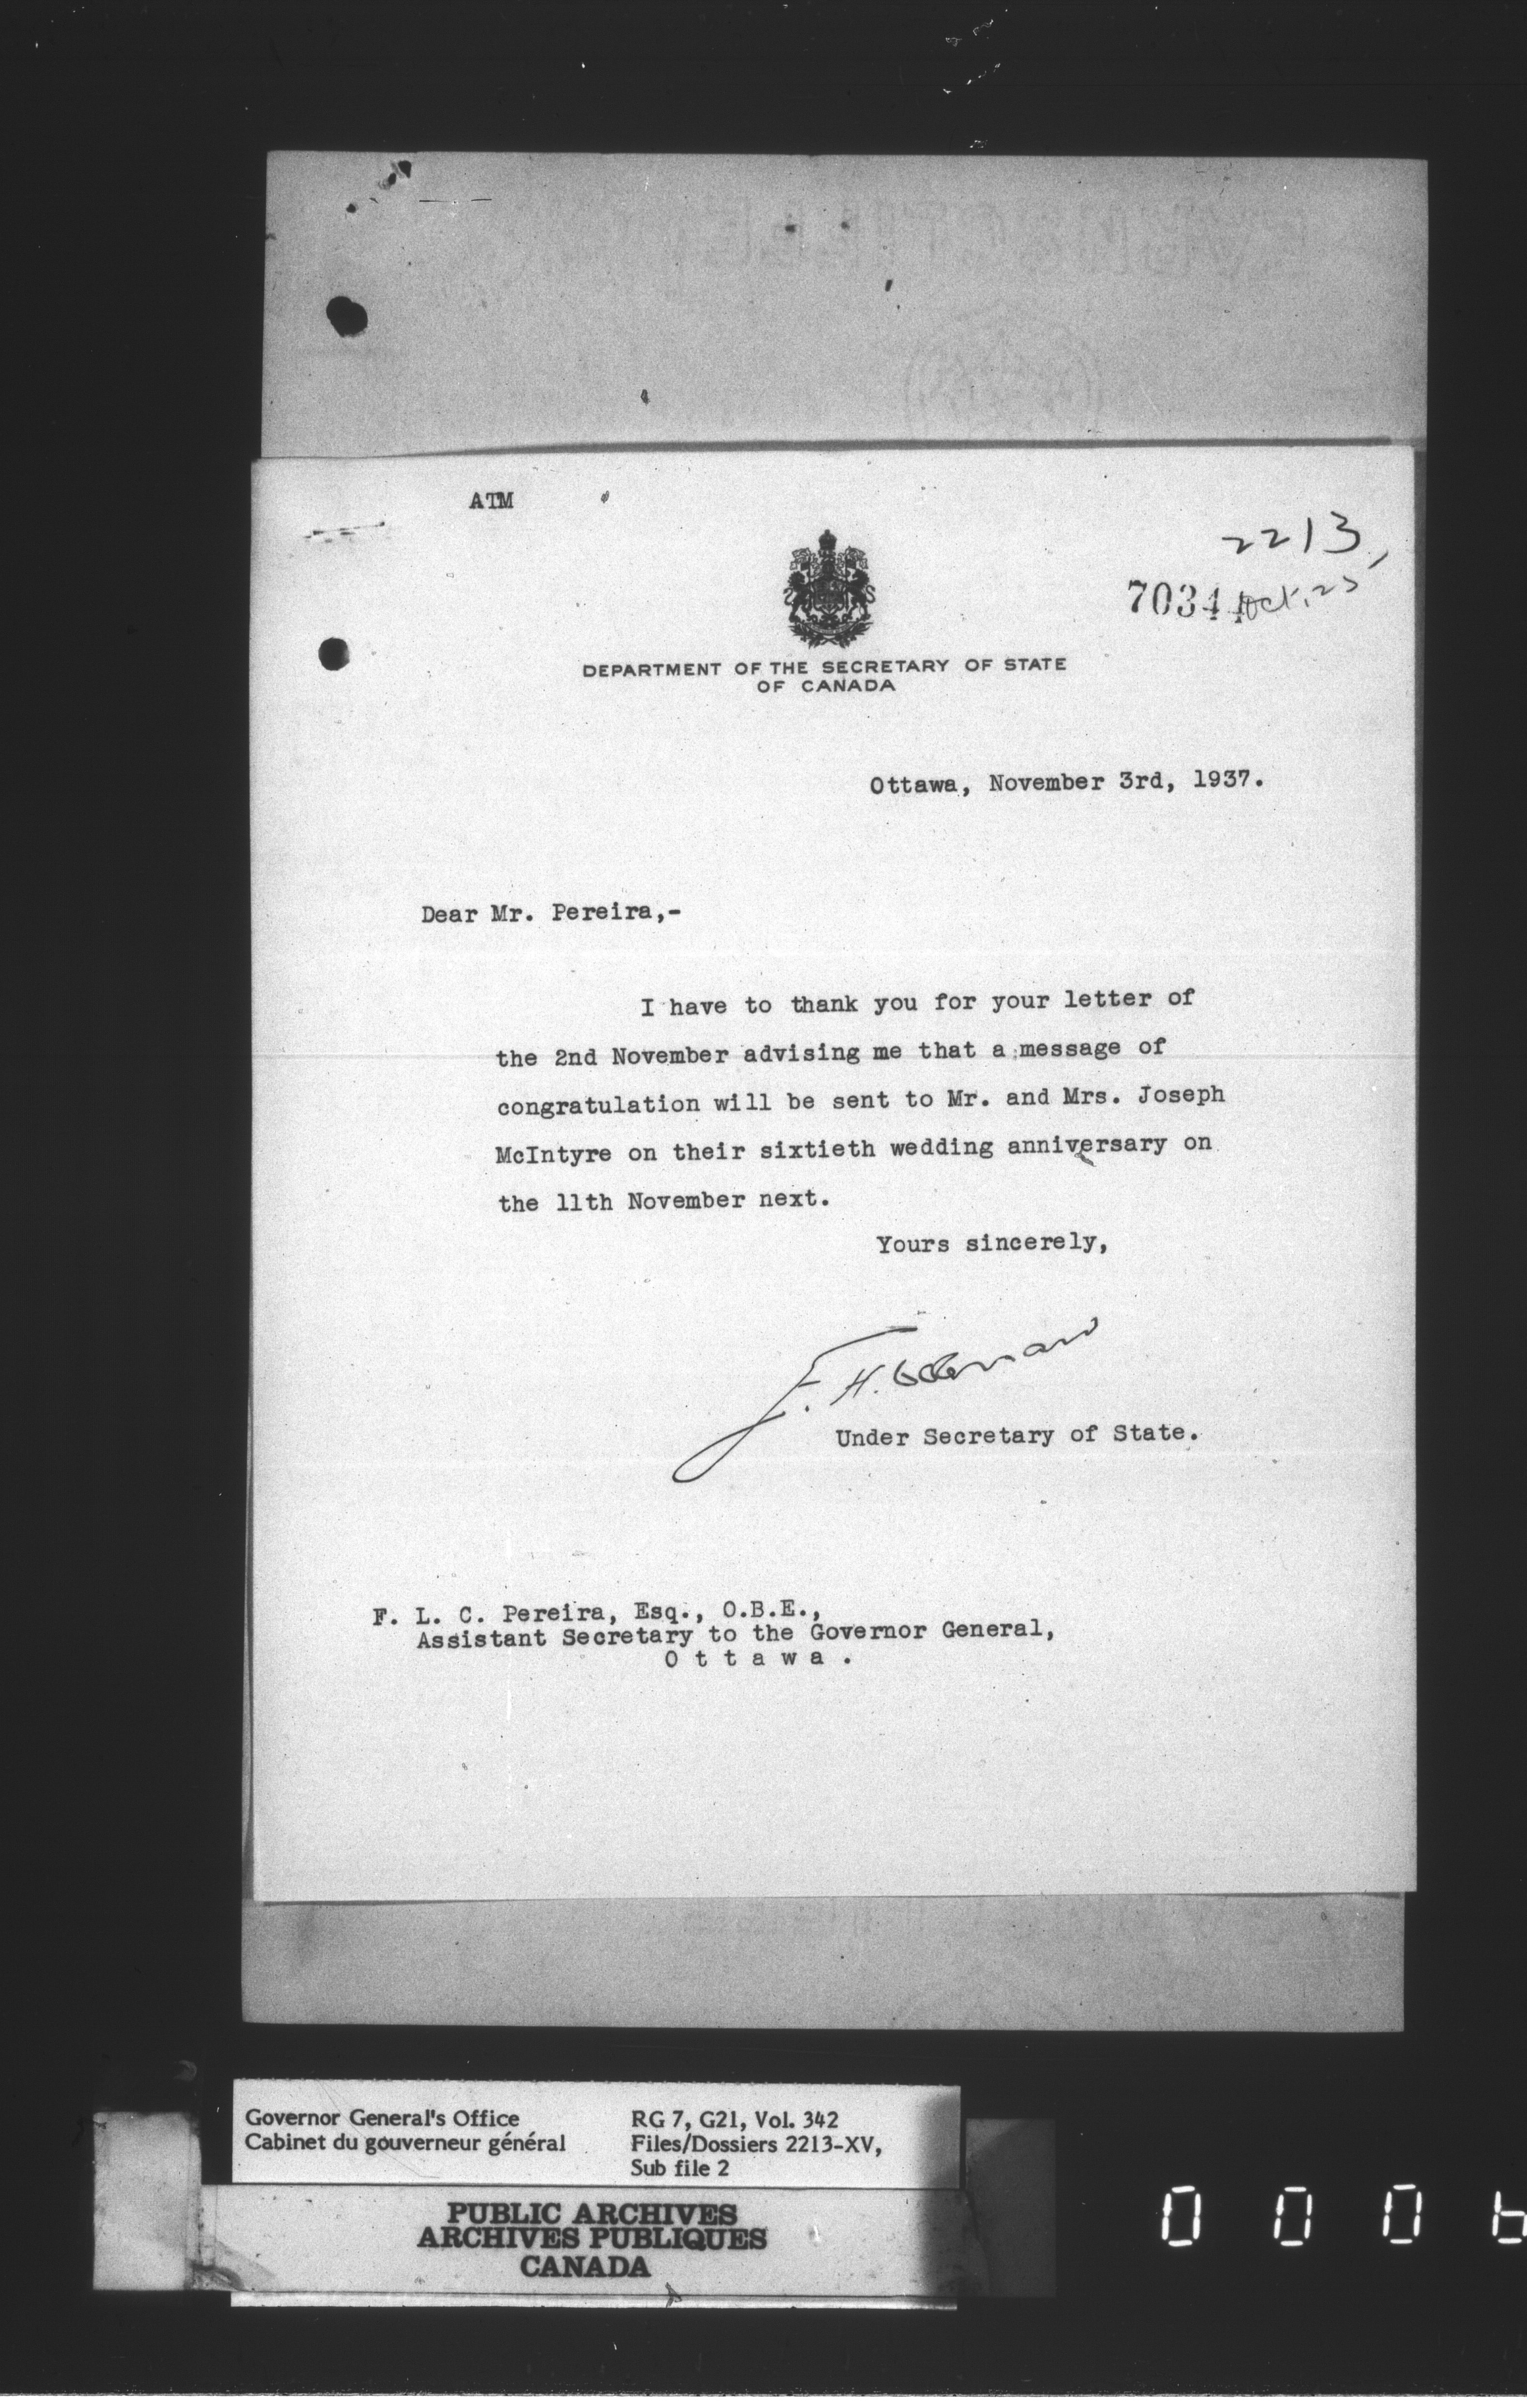 ATM
2213,
7034 Oct. 25
DEPARTMENT OF THE SECRETARY OF STATE
OF CANADA
Ottawa, November 3rd, 1937.
Dear Mr. Pereira,-
I have to thank you for your letter of
the 2nd November advising me that a message of
congratulation will be sent to Mr. and Mrs. Joseph
McIntyre on their sixtieth wedding anniversary on
the 11th November next.
Yours sincerely,
Under Secretary of State.
F. L. C. Pereira, Esq., O.B.E.,
Assistant Secretary to the Governor General,
O t t a w a .
Governor General's Office
Cabinet du gouverneur général
RG 7, G21, Vol. 342
Files/Dossiers 2213-XV,
Sub file 2
PUBLIC ARCHIVES
ARCHIVES PUBLIQUES
CANADA
0 0 0